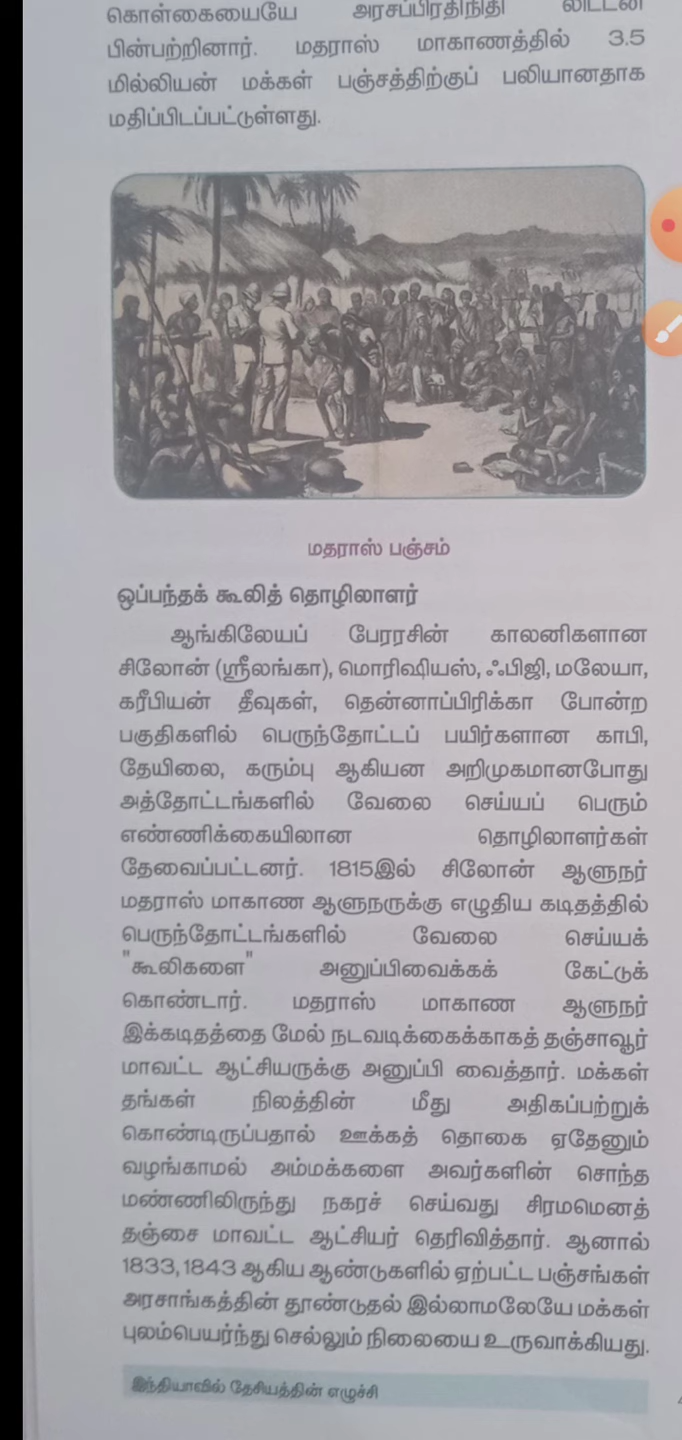 கொள்கையையே அரசப்பிரதிநிதி லிட்டன்
பின்பற்றினார். மதராஸ் மாகாணத்தில் 3.5
மில்லியன் மக்கள் பஞ்சத்திற்குப் பலியானதாக
மதிப்பிடப்பட்டுள்ளது.
மதராஸ் பஞ்சம்
ஒப்பந்தக் கூலித் தொழிலாளர்
ஆங்கிலேயப் பேரரசின் காலனிகளான
சிலோன் (ஸ்ரீலங்கா), மொரிஷியஸ், ஃபிஜி, மலேயா,
கரீபியன் தீவுகள், தென்னாப்பிரிக்கா போன்ற
பகுதிகளில் பெருந்தோட்டப் பயிர்களான காபி,
தேயிலை, கரும்பு ஆகியன அறிமுகமானபோது
அத்தோட்டங்களில் வேலை செய்யப் பெரும்
எண்ணிக்கையிலான தொழிலாளர்கள்
தேவைப்பட்டனர். 1815இல் சிலோன் ஆளுநர்
மதராஸ் மாகாண ஆளுநருக்கு எழுதிய கடிதத்தில்
பெருந்தோட்டங்களில் வேலை செய்யக்
"கூலிகளை" அனுப்பிவைக்கக் கேட்டுக்
கொண்டார். மதராஸ் மாகாண ஆளுநர்
இக்கடிதத்தை மேல் நடவடிக்கைக்காகத் தஞ்சாவூர்
மாவட்ட ஆட்சியருக்கு அனுப்பி வைத்தார். மக்கள்
தங்கள் நிலத்தின் மீது அதிகப்பற்றுக்
கொண்டிருப்பதால் ஊக்கத் தொகை ஏதேனும்
வழங்காமல் அம்மக்களை அவர்களின் சொந்த
மண்ணிலிருந்து நகரச் செய்வது சிரமமெனத்
தஞ்சை மாவட்ட ஆட்சியர் தெரிவித்தார். ஆனால்
1833, 1843 ஆகிய ஆண்டுகளில் ஏற்பட்ட பஞ்சங்கள்
அரசாங்கத்தின் தூண்டுதல் இல்லாமலேயே மக்கள்
புலம்பெயர்ந்து செல்லும் நிலையை உருவாக்கியது.
இந்தியாவில் தேசியத்தின் எழுச்சி